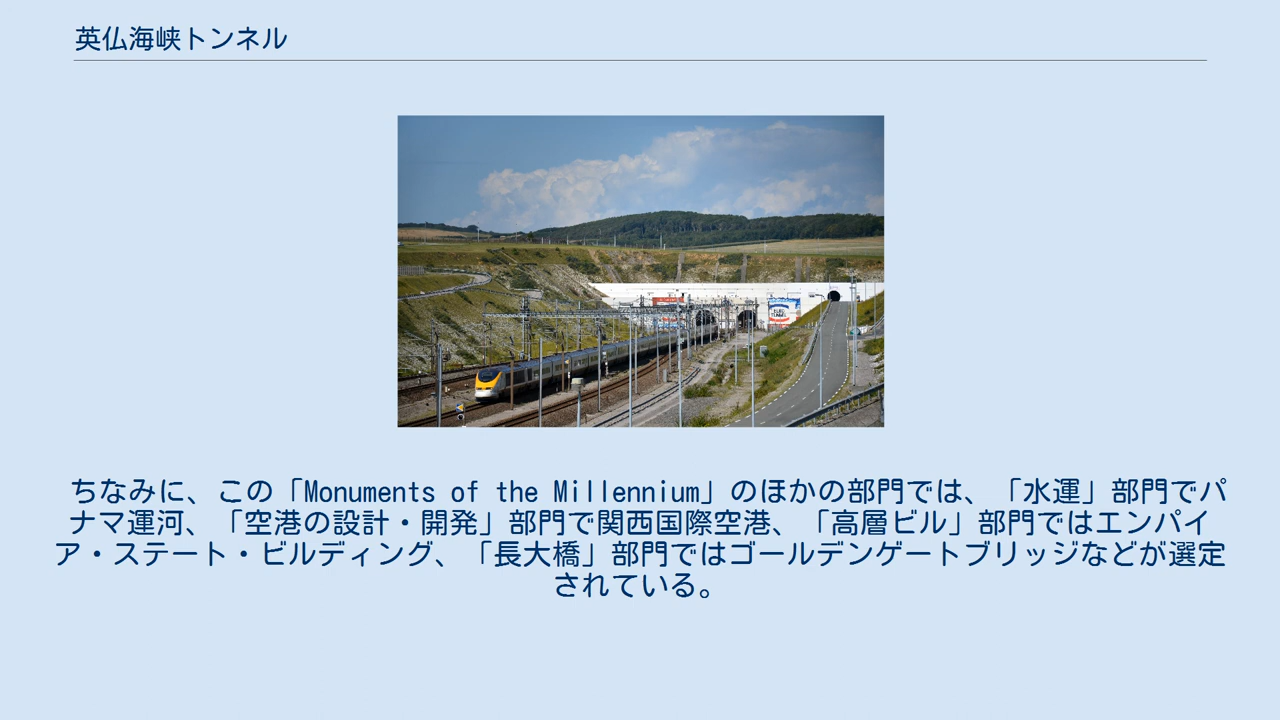 英仏海峡トンネル
ちなみに、この「Monuments of the Millennium」のほかの部門では、「水運」部門でパ
ナマ運河、「空港の設計・開発」部門で関西国際空港、「高層ビル」部門ではエンパイ
ア・ステート・ビルディング、「長大橋」部門ではゴールデンゲートブリッジなどが選定
されている。